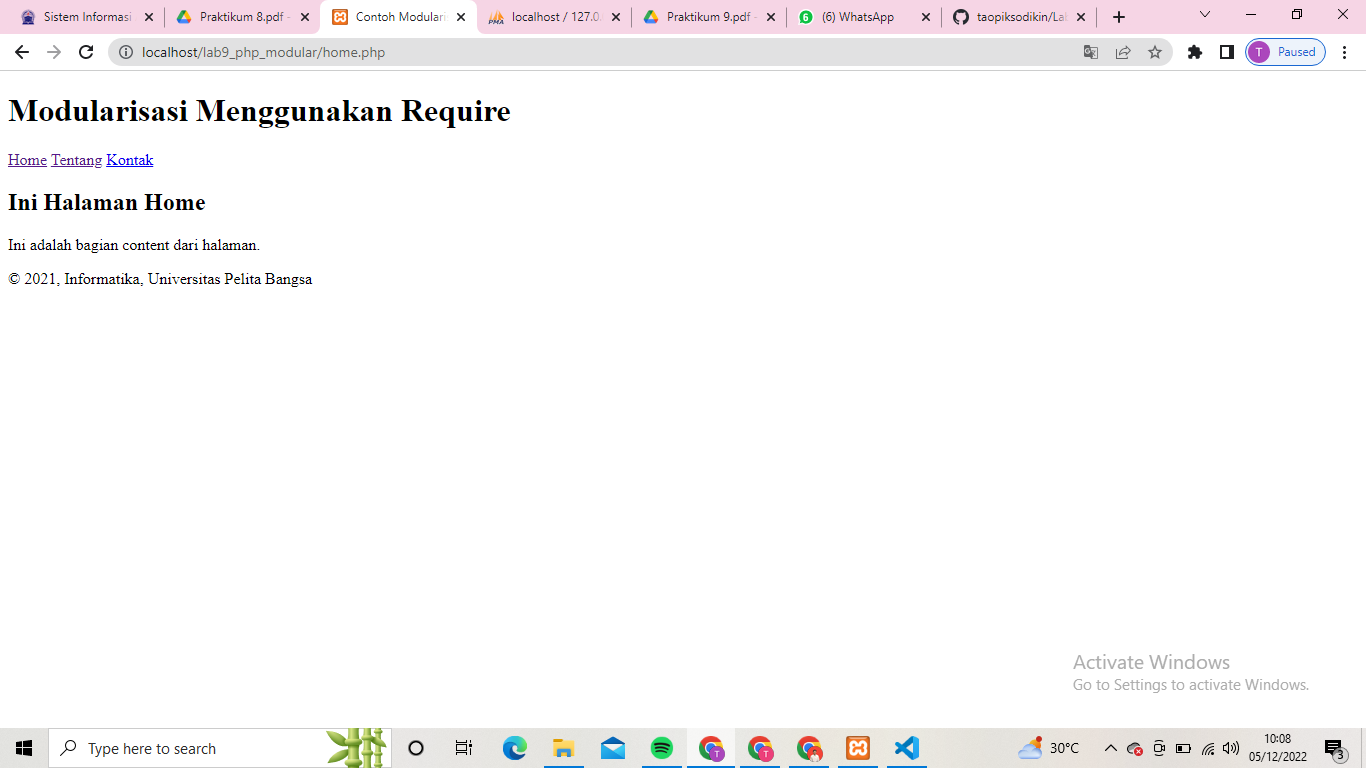 Sistem Informasi
Praktikum 8.pdf -
Contoh Modulari
localhost / 127.0.
Praktikum 9.pdf -
(6) WhatsApp
taopiksodikin/Lab
localhost/lab9_php_modular/home.php
T Paused
Modularisasi Menggunakan Require
Home Tentang Kontak
Ini Halaman Home
Ini adalah bagian content dari halaman.
© 2021, Informatika, Universitas Pelita Bangsa
Activate Windows
Go to Settings to activate Windows.
Type here to search
30°C
10:08
05/12/2022
3